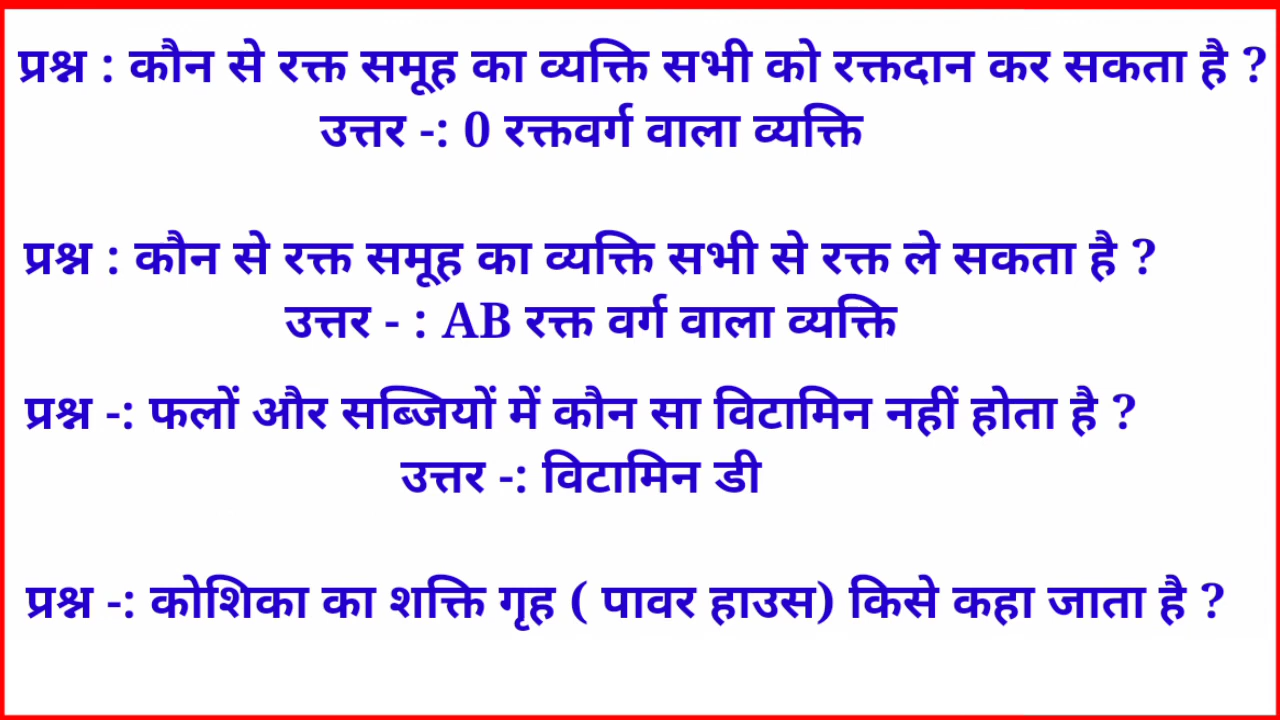 प्रश्न : कौन से रक्त समूह का व्यक्ति सभी को रक्तदान कर सकता है ?
उत्तर -: 0 रक्तवर्ग वाला व्यक्ति
प्रश्न : कौन से रक्त समूह का व्यक्ति सभी से रक्त ले सकता है ?
उत्तर - : AB रक्त वर्ग वाला व्यक्ति
प्रश्न -: फलों और सब्जियों में कौन सा विटामिन नहीं होता है ?
उत्तर -: विटामिन डी
प्रश्न -: कोशिका का शक्ति गृह ( पावर हाउस) किसे कहा जाता है ?